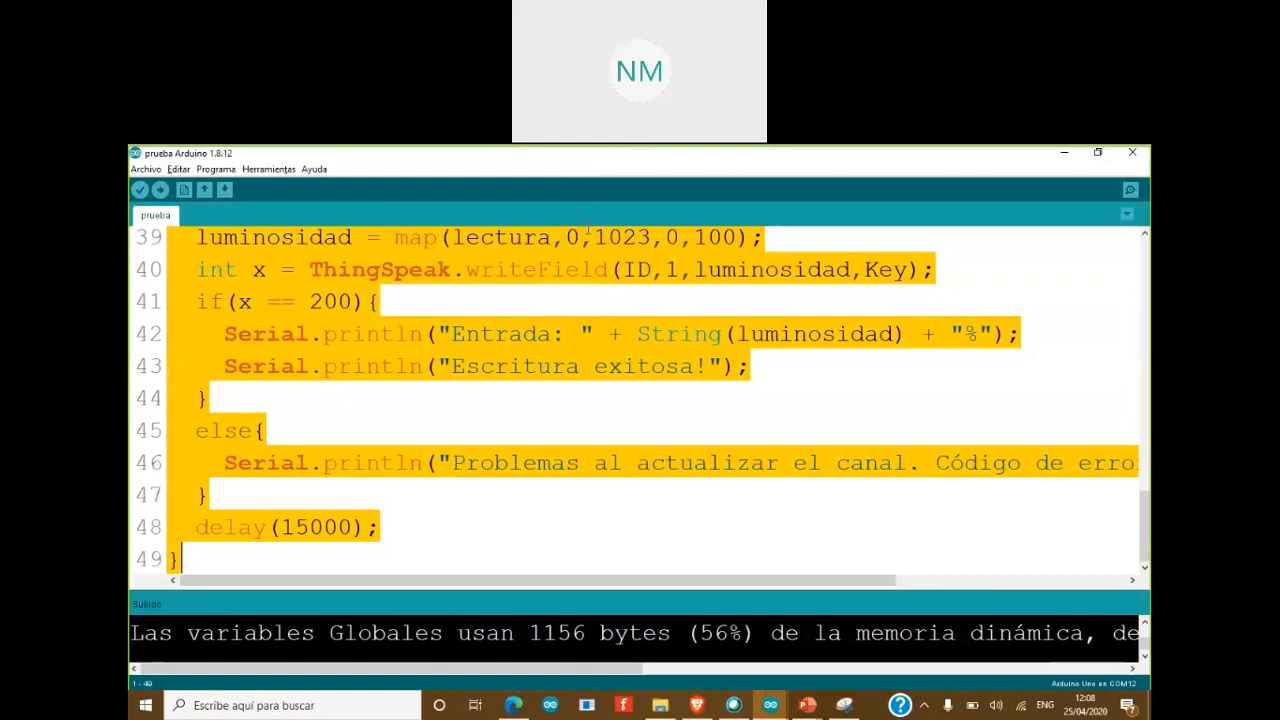 NM
prueba Arduino 1.8.12
Archivo Editar Programa Herramientas Ayuda
prueba
39 luminosidad = map(lectura,0,1023,0,100);
40 int x = ThingSpeak.writeField(ID,1,luminosidad,Key);
41 if(x == 200){
42 Serial.println("Entrada: " + String(luminosidad) + "%");
43 Serial.println("Escritura exitosa!");
44 }
45 else{
46 Serial.println("Problemas al actualizar el canal. Código de erro
47 }
48 delay(15000);
49 }
Subido
Las variables Globales usan 1156 bytes (56%) de la memoria dinámica, de
1 - 49
Arduino Uno en COM12
Escribe aquí para buscar
ENG
12:08
25/04/2020